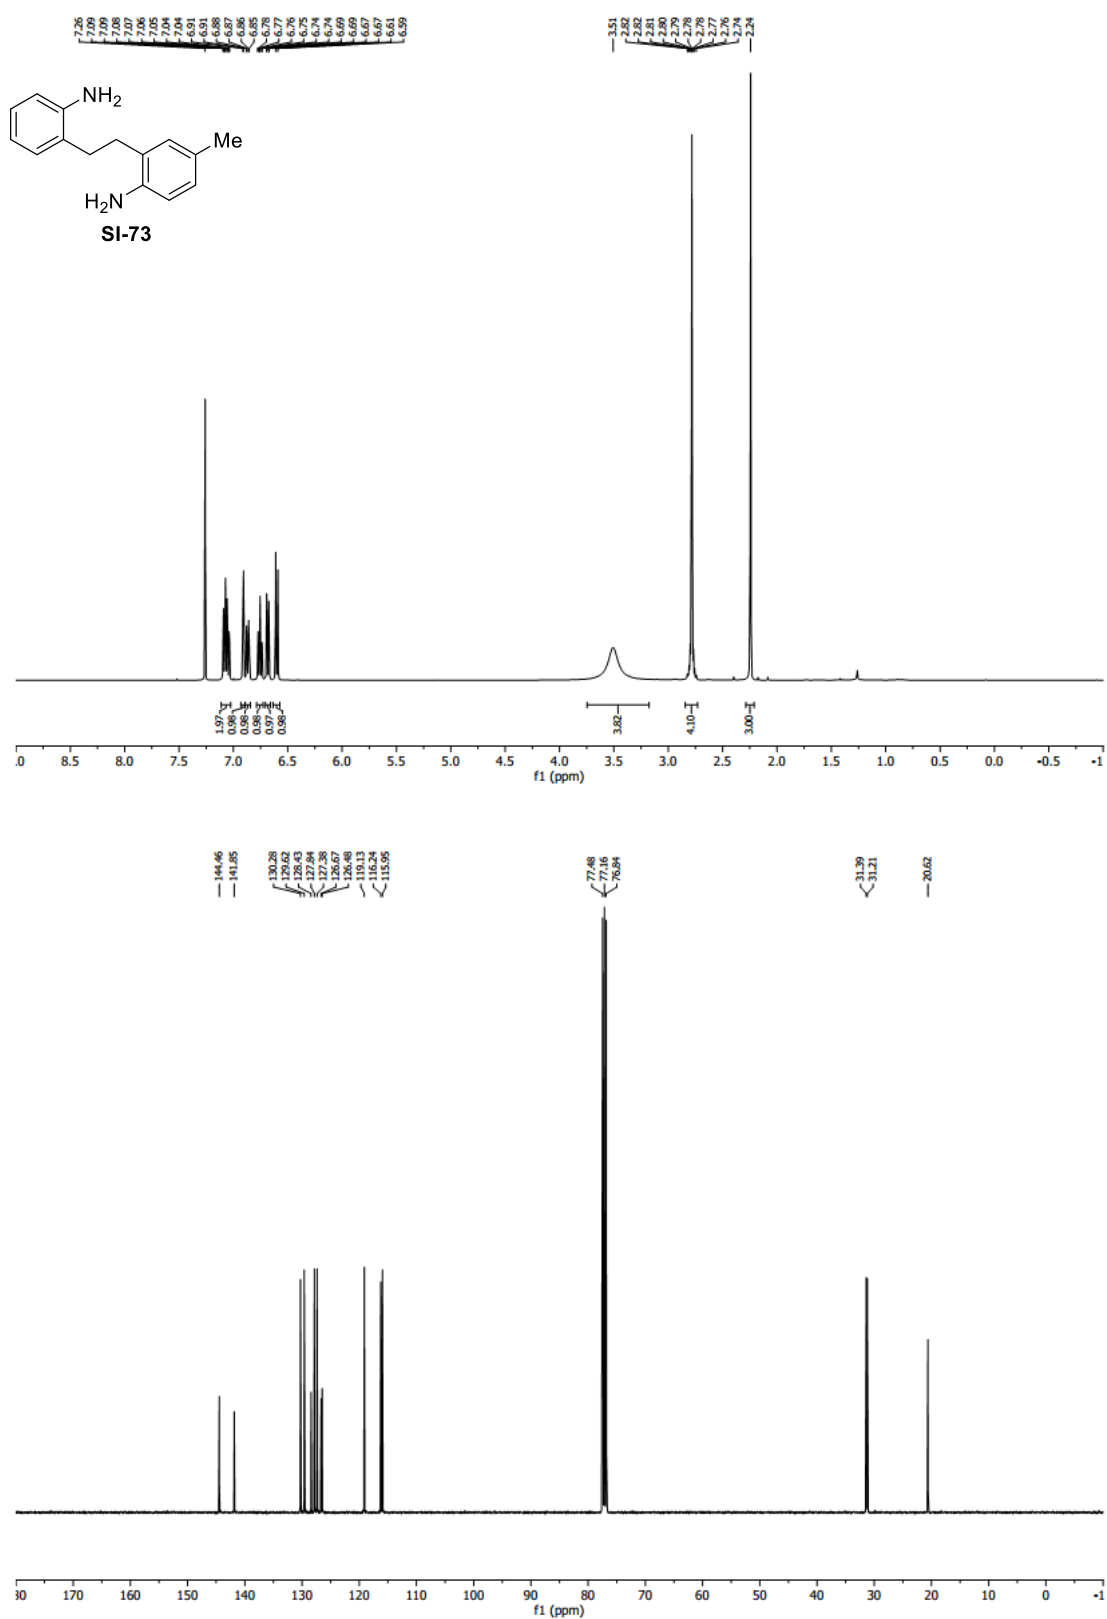 7.26 7.09 7.09 7.08 7.07 7.06 7.05 7.04 7.04 6.91 6.91 6.88 6.87 6.86 6.85 6.78 6.77 6.76 6.75 6.74 6.74 6.69 6.69 6.67 6.67 6.61 6.59 3.51 2.82 2.82 2.81 2.80 2.79 2.78 2.78 2.77 2.76 2.74 2.24
NH2
Me
H2N
SI-73
1.97 0.98 0.98 0.98 0.97 0.98 3.82 4.10 3.00
.0 8.5 8.0 7.5 7.0 6.5 6.0 5.5 5.0 4.5 4.0 3.5 3.0 2.5 2.0 1.5 1.0 0.5 0.0 -0.5 -1
f1 (ppm)
144.46 141.85 130.28 129.62 128.43 127.84 127.38 126.67 126.48 119.13 116.24 115.95 77.48 77.16 76.84 31.39 31.21 20.62
80 170 160 150 140 130 120 110 100 90 80 70 60 50 40 30 20 10 0 -1
f1 (ppm)